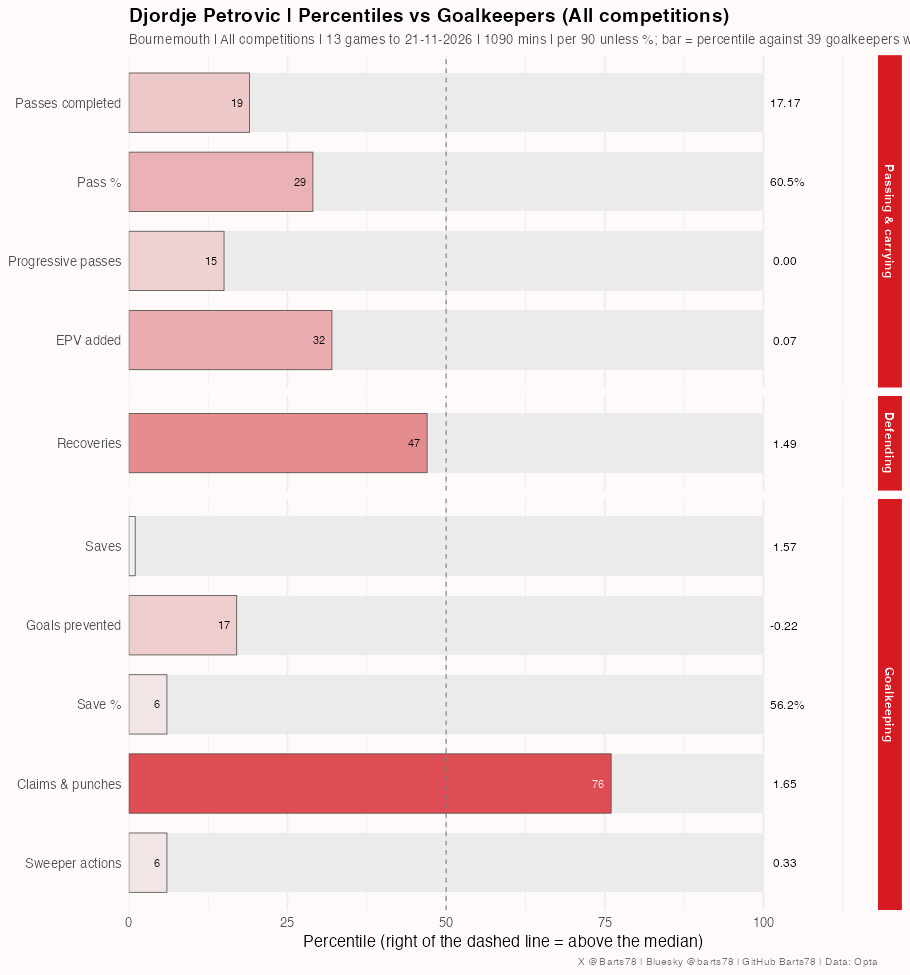 Djordje Petrovic | Percentiles vs Goalkeepers (All competitions)
Bournemouth | All competitions | 13 games to 21-11-2026 | 1090 mins | per 90 unless %; bar = percentile against 39 goalkeepers
Passes completed 19 17.17
Pass % 29 60.5%
Progressive passes 15 0.00
EPV added 32 0.07
Passing & carrying
Recoveries 47 1.49
Defending
Saves 1.57
Goals prevented 17 -0.22
Save % 6 56.2%
Claims & punches 76 1.65
Sweeper actions 6 0.33
Goalkeeping
0 25 50 75 100
Percentile (right of the dashed line = above the median)
X @Barts78 | Bluesky @barts78 | GitHub Barts78 | Data: Opta